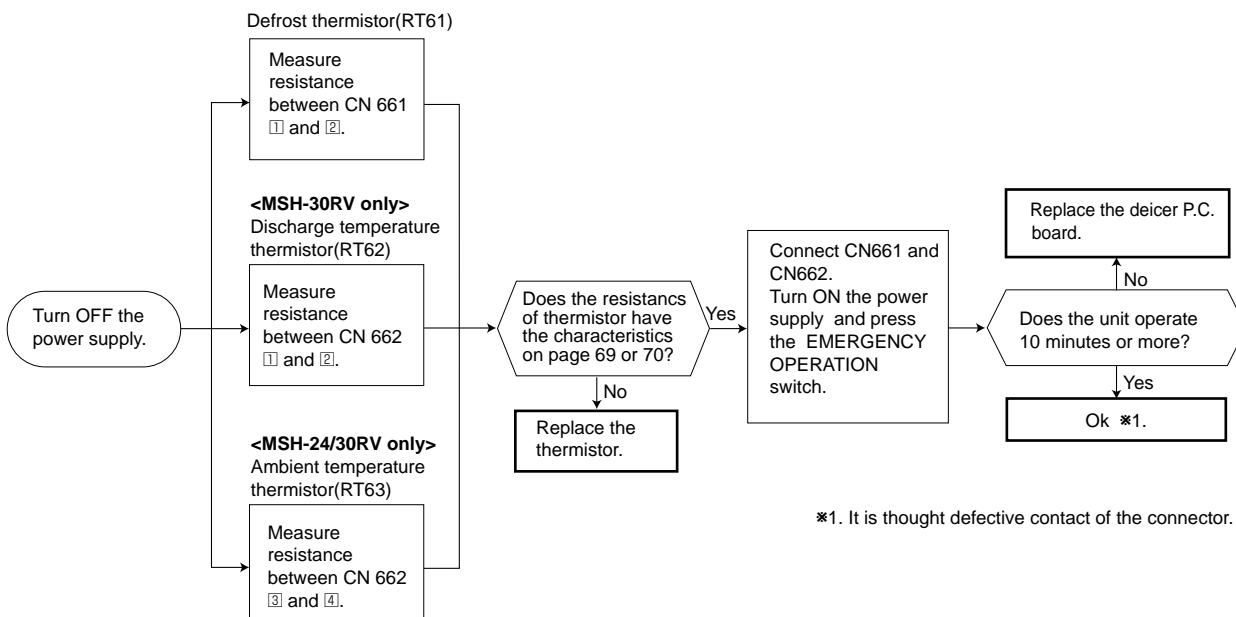 Defrost thermistor(RT61)
Measure
resistance
between CN 661
1 and 2.
<MSH-30RV only>
Discharge temperature
thermistor(RT62)
Measure
resistance
between CN 662
1 and 2.
<MSH-24/30RV only>
Ambient temperature
thermistor(RT63)
Measure
resistance
between CN 662
3 and 4.
Turn OFF the
power supply.
Does the resistancs
of thermistor have
the characteristics
on page 69 or 70?
Yes
No
Replace the
thermistor.
Connect CN661 and
CN662.
Turn ON the power
supply and press
the EMERGENCY
OPERATION
switch.
Replace the deicer P.C.
board.
No
Does the unit operate
10 minutes or more?
Yes
Ok ※1.
※1. It is thought defective contact of the connector.